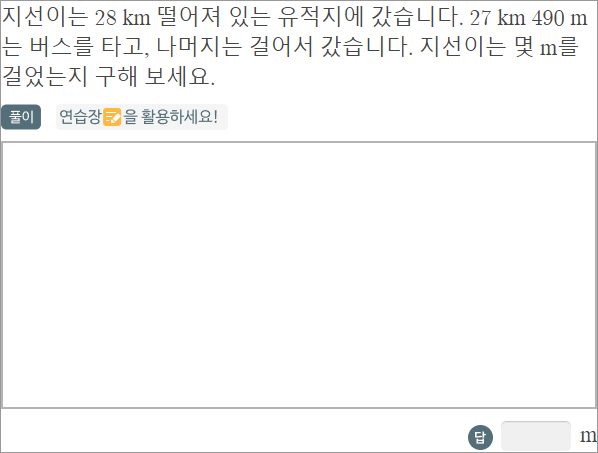 지선이는 28 km 떨어져 있는 유적지에 갔습니다. 27 km 490 m
는 버스를 타고, 나머지는 걸어서 갔습니다. 지선이는 몇 m를
걸었는지 구해 보세요.
풀이 연습장을 활용하세요!
답 m